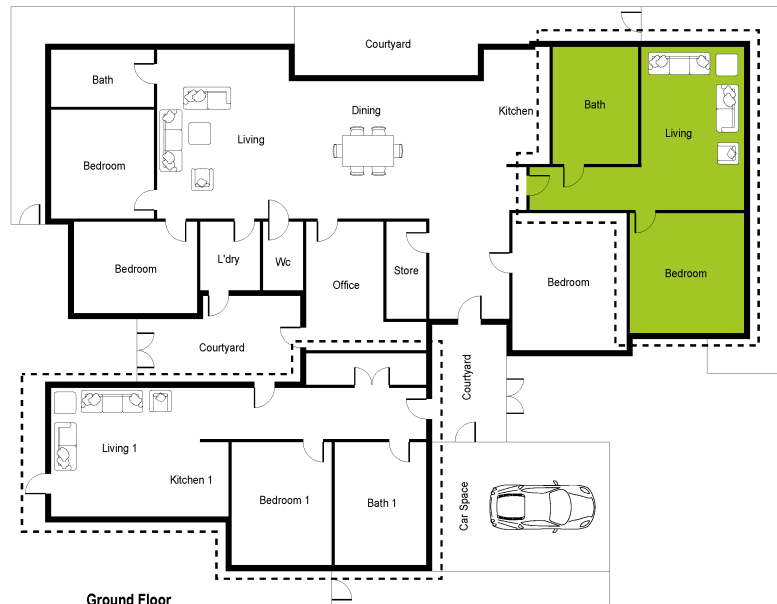 Courtyard
Bath
Dining
Kitchen
Bath
Living
Living
Bedroom
Bedroom
L'dry
Wc
Office
Store
Bedroom
Bedroom
Courtyard
Courtyard
Living 1
Kitchen 1
Bedroom 1
Bath 1
Car Space
Ground Floor